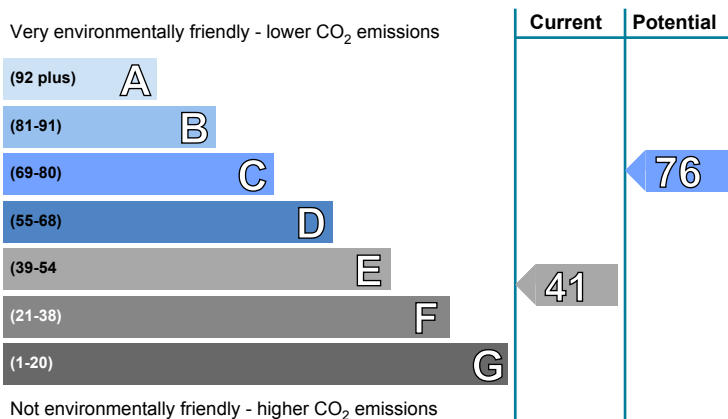 Current Potential
Very environmentally friendly - lower CO2 emissions
(92 plus) A
(81-91) B
(69-80) C
76
(55-68) D
(39-54 E
41
(21-38) F
(1-20) G
Not environmentally friendly - higher CO2 emissions